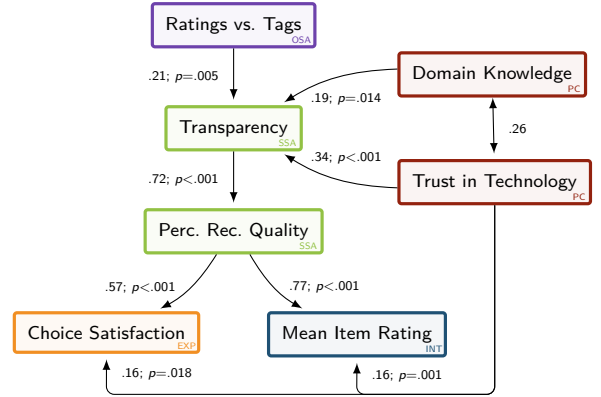 Ratings vs. Tags
OSA
Domain Knowledge
PC
.21; p=.005
.19; p=.014
Transparency
SSA
.26
.34; p<.001
Trust in Technology
PC
.72; p<.001
Perc. Rec. Quality
SSA
.57; p<.001
.77; p<.001
Choice Satisfaction
EXP
Mean Item Rating
INT
.16; p=.018
.16; p=.001